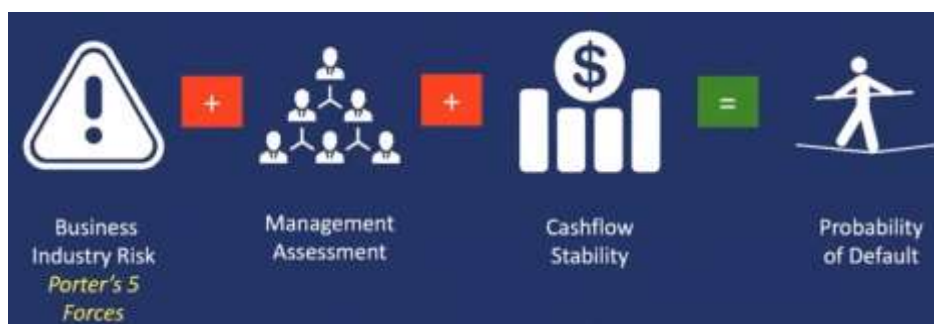 $
+
+
=
Business
Industry Risk
Porter's 5
Forces
Management
Assessment
Cashflow
Stability
Probability
of Default